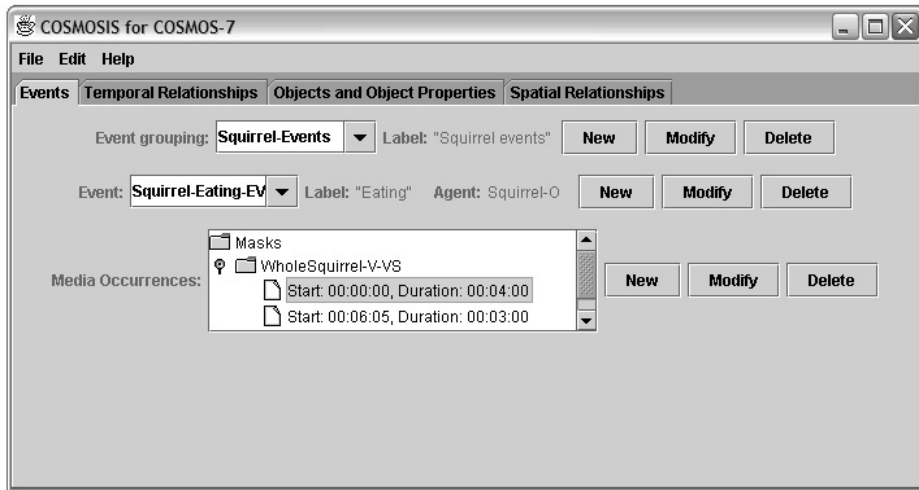 COSMOSIS for COSMOS-7
File Edit Help
Events Temporal Relationships Objects and Object Properties Spatial Relationships
Event grouping: Squirrel-Events Label: "Squirrel events" New Modify Delete
Event: Squirrel-Eating-EV Label: "Eating" Agent: Squirrel-O New Modify Delete
Masks
WholeSquirrel-V-VS
Media Occurrences: Start: 00:00:00, Duration: 00:04:00 New Modify Delete
Start: 00:06:05, Duration: 00:03:00